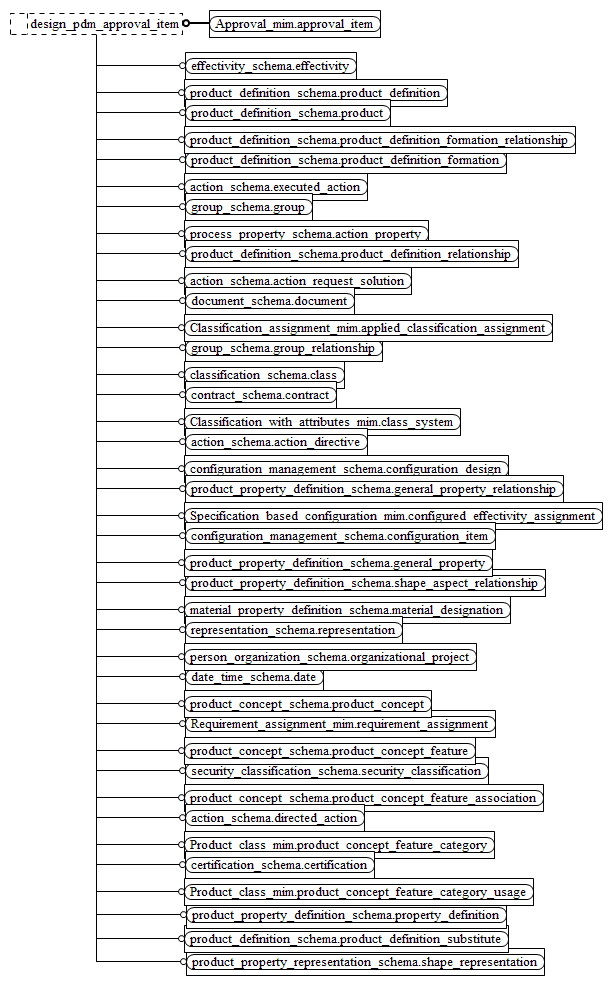 design_pdm_approval_item
Approval_mim.approval_item
effectivity_schema.effectivity
product_definition_schema.product_definition
product_definition_schema.product
product_definition_schema.product_definition_formation_relationship
product_definition_schema.product_definition_formation
action_schema.executed_action
group_schema.group
process_property_schema.action_property
product_definition_schema.product_definition_relationship
action_schema.action_request_solution
document_schema.document
Classification_assignment_mim.applied_classification_assignment
group_schema.group_relationship
classification_schema.class
contract_schema.contract
Classification_with_attributes_mim.class_system
action_schema.action_directive
configuration_management_schema.configuration_design
product_property_definition_schema.general_property_relationship
Specification_based_configuration_mim.configured_effectivity_assignment
configuration_management_schema.configuration_item
product_property_definition_schema.general_property
product_property_definition_schema.shape_aspect_relationship
material_property_definition_schema.material_designation
representation_schema.representation
person_organization_schema.organizational_project
date_time_schema.date
product_concept_schema.product_concept
Requirement_assignment_mim.requirement_assignment
product_concept_schema.product_concept_feature
security_classification_schema.security_classification
product_concept_schema.product_concept_feature_association
action_schema.directed_action
Product_class_mim.product_concept_feature_category
certification_schema.certification
Product_class_mim.product_concept_feature_category_usage
product_property_definition_schema.property_definition
product_definition_schema.product_definition_substitute
product_property_representation_schema.shape_representation